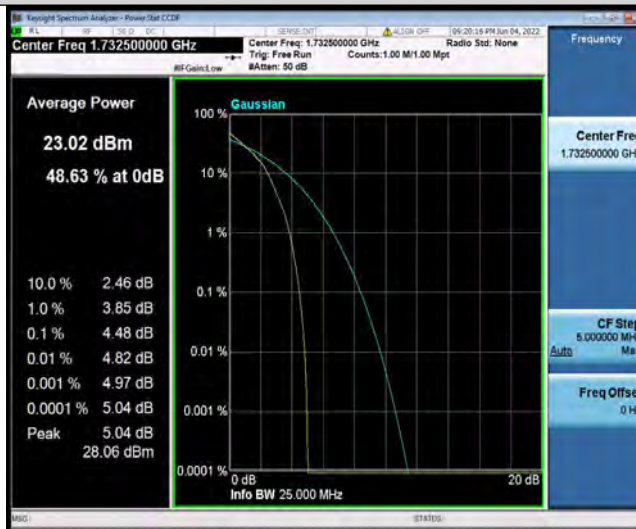 Keysight Spectrum Analyzer - Power Stat CCDF
RL RF 50 Ω DC SENSE:INT ALIGN OFF 09:20:16 PM Jun 04, 2022
Center Freq 1.732500000 GHz
Center Freq: 1.732500000 GHz Radio Std: None
Trig: Free Run Counts:1.00 M/1.00 Mpt
#IFGain:Low #Atten: 50 dB
Frequency
Average Power
23.02 dBm
48.63 % at 0dB
10.0 % 2.46 dB
1.0 % 3.85 dB
0.1 % 4.48 dB
0.01 % 4.82 dB
0.001 % 4.97 dB
0.0001 % 5.04 dB
Peak 5.04 dB
28.06 dBm
Gaussian
100 %
10 %
1 %
0.1 %
0.01 %
0.001 %
0.0001 %
0 dB 20 dB
Info BW 25.000 MHz
Center Fre
1.732500000 GH
CF Step
5.000000 MH
Auto Ma
Freq Offse
0 H
MSG STATUS